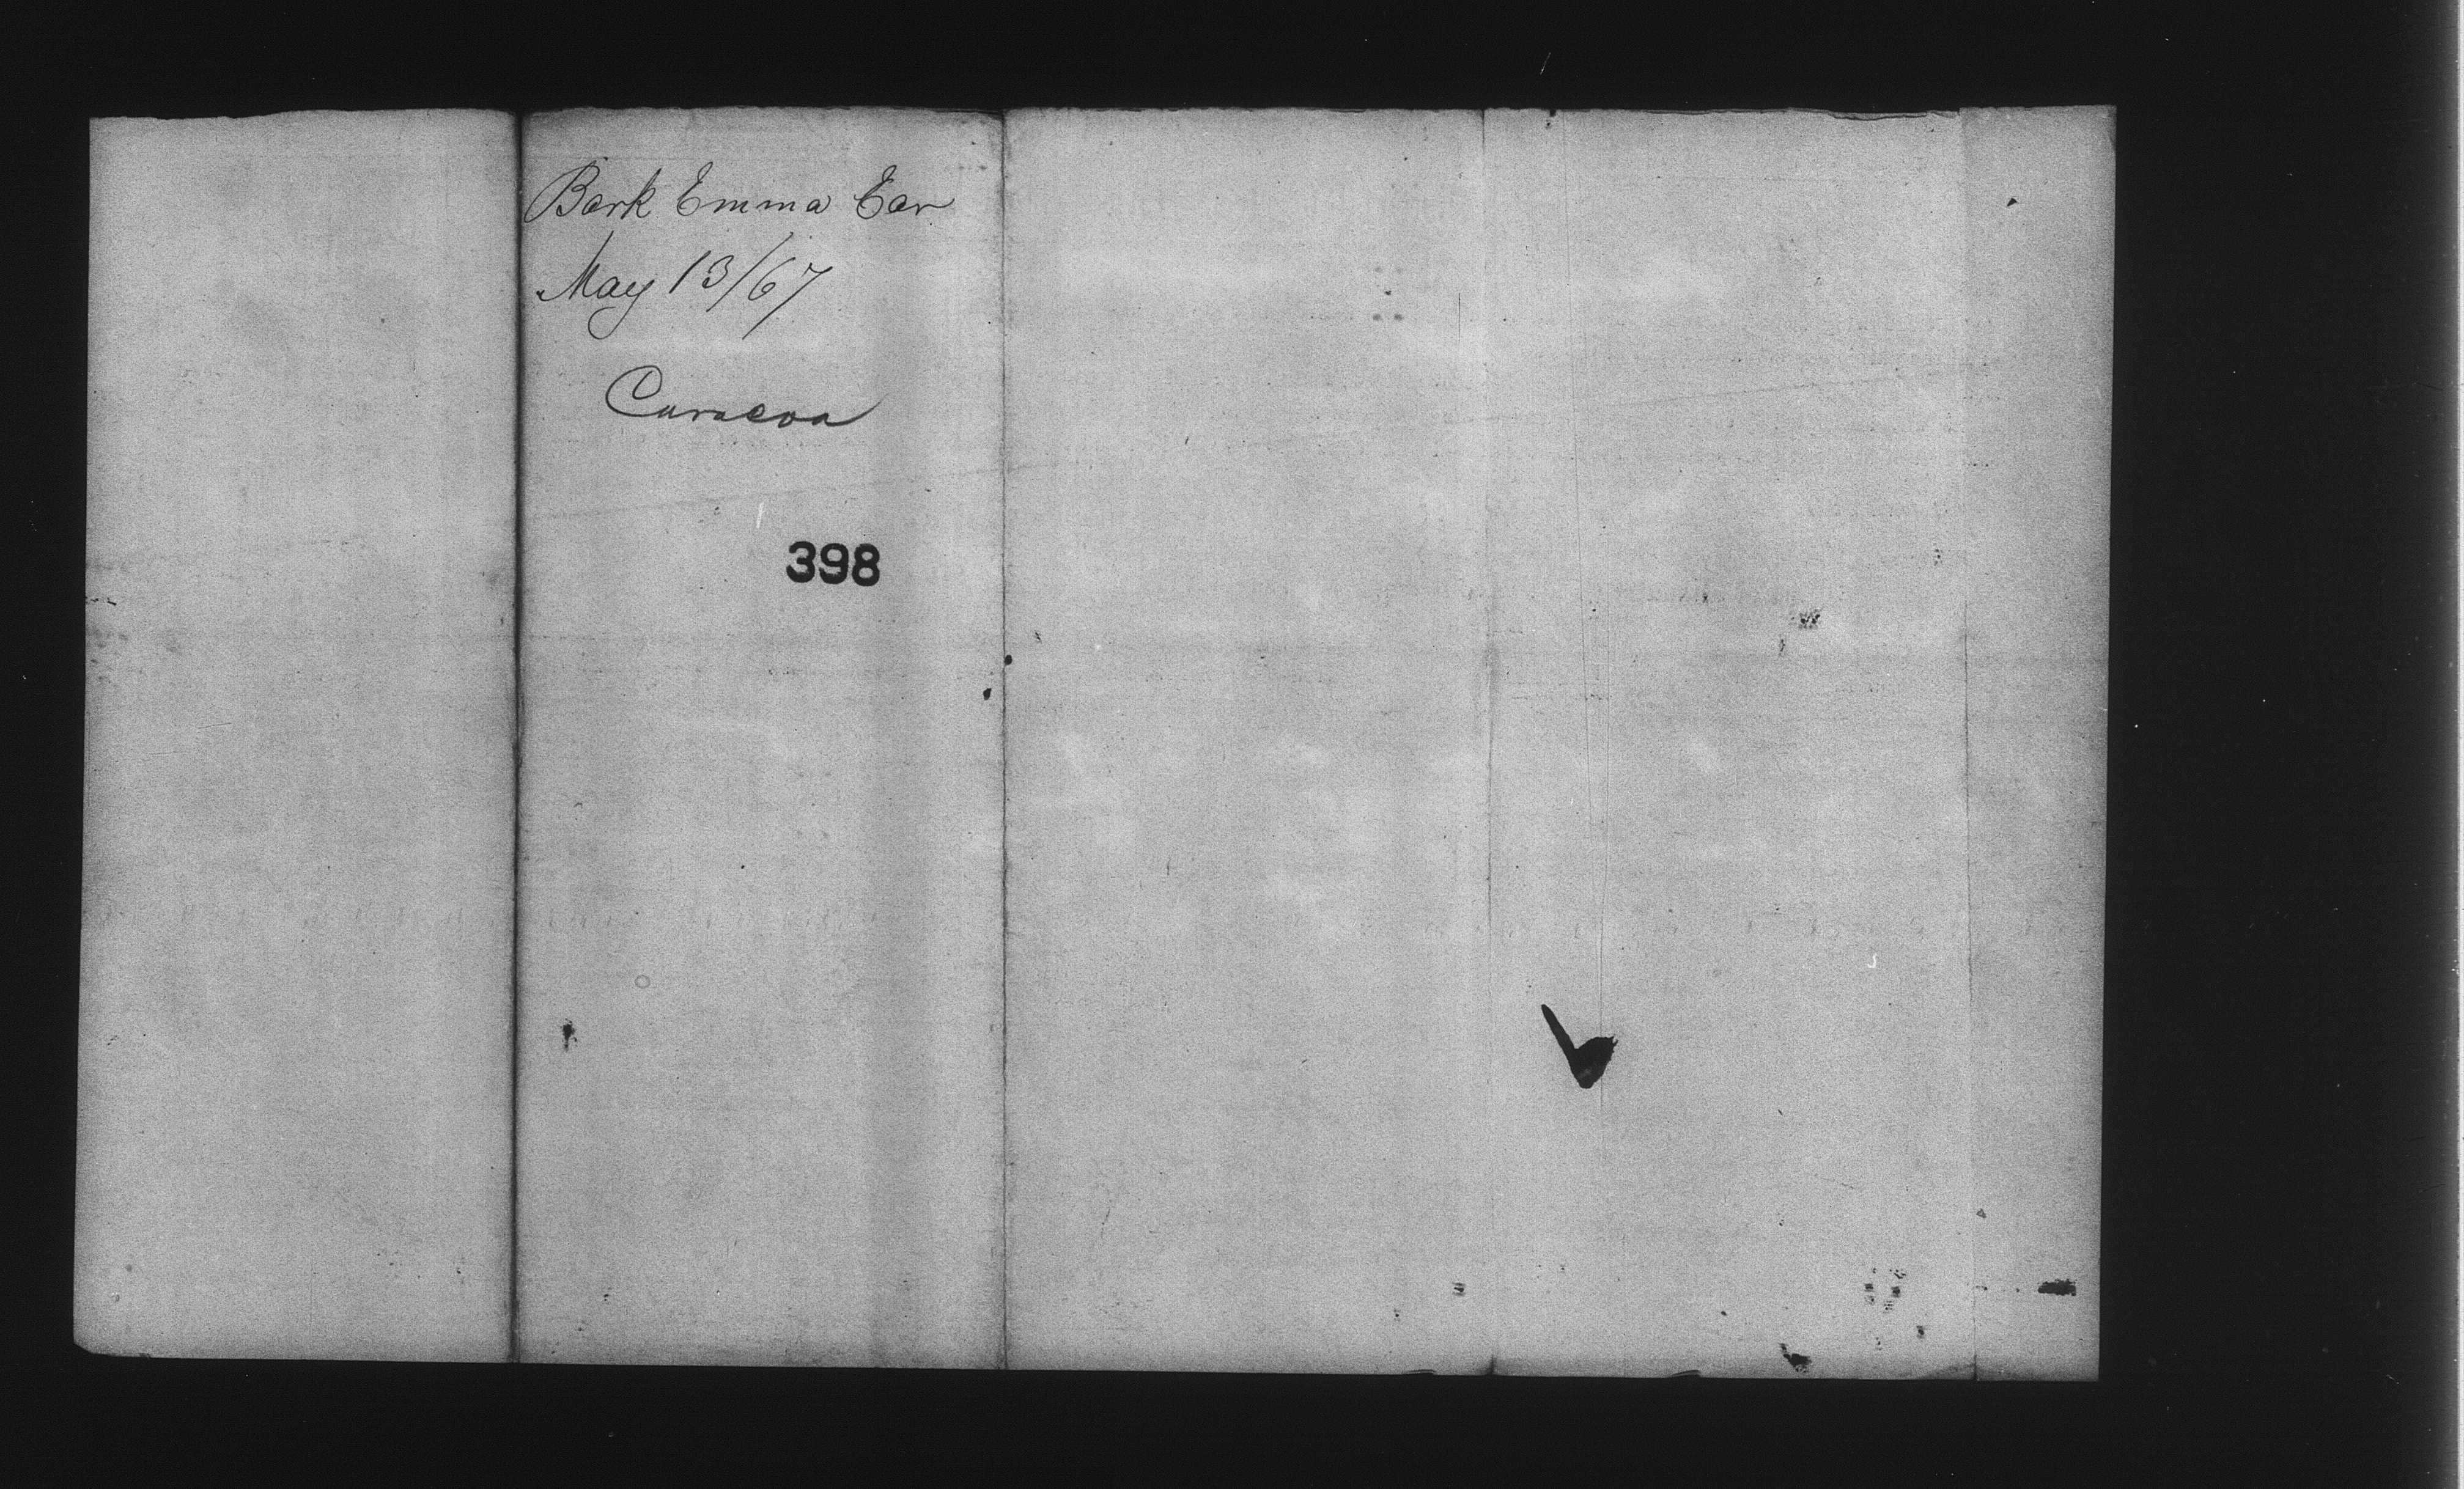 Bark Emma Ear
May 13/67
Curacoa
398